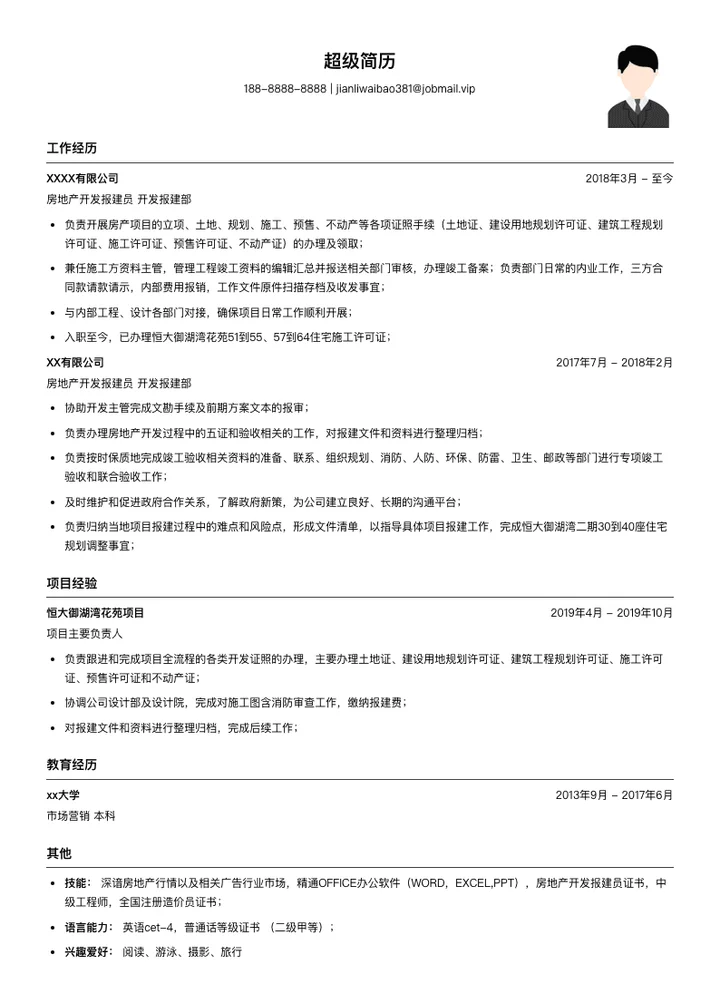 超级简历
188-8888-8888 | jianliwaibao381@jobmail.vip
工作经历
XXXX有限公司 2018年3月 - 至今
房地产开发报建员 开发报建部
• 负责开展房产项目的立项、土地、规划、施工、预售、不动产等各项证照手续（土地证、建设用地规划许可证、建筑工程规划
许可证、施工许可证、预售许可证、不动产证）的办理及领取；
• 兼任施工方资料主管，管理工程竣工资料的编辑汇总并报送相关部门审核，办理竣工备案；负责部门日常的内业工作，三方合
同款请款请示，内部费用报销，工作文件原件扫描存档及收发事宜；
• 与内部工程、设计各部门对接，确保项目日常工作顺利开展；
• 入职至今，已办理恒大御湖湾花苑51到55、57到64住宅施工许可证；
XX有限公司 2017年7月 - 2018年2月
房地产开发报建员 开发报建部
• 协助开发主管完成文勘手续及前期方案文本的报审；
• 负责办理房地产开发过程中的五证和验收相关的工作，对报建文件和资料进行整理归档；
• 负责按时保质地完成竣工验收相关资料的准备、联系、组织规划、消防、人防、环保、防雷、卫生、邮政等部门进行专项竣工
验收和联合验收工作；
• 及时维护和促进政府合作关系，了解政府新策，为公司建立良好、长期的沟通平台；
• 负责归纳当地项目报建过程中的难点和风险点，形成文件清单，以指导具体项目报建工作，完成恒大御湖湾二期30到40座住宅
规划调整事宜；
项目经验
恒大御湖湾花苑项目 2019年4月 - 2019年10月
项目主要负责人
• 负责跟进和完成项目全流程的各类开发证照的办理，主要办理土地证、建设用地规划许可证、建筑工程规划许可证、施工许可
证、预售许可证和不动产证；
• 协调公司设计部及设计院，完成对施工图含消防审查工作，缴纳报建费；
• 对报建文件和资料进行整理归档，完成后续工作；
教育经历
xx大学 2013年9月 - 2017年6月
市场营销 本科
其他
• 技能： 深谙房地产行情以及相关广告行业市场，精通OFFICE办公软件（WORD，EXCEL,PPT），房地产开发报建员证书，中
级工程师，全国注册造价员证书；
• 语言能力： 英语cet-4，普通话等级证书 （二级甲等）；
• 兴趣爱好： 阅读、游泳、摄影、旅行